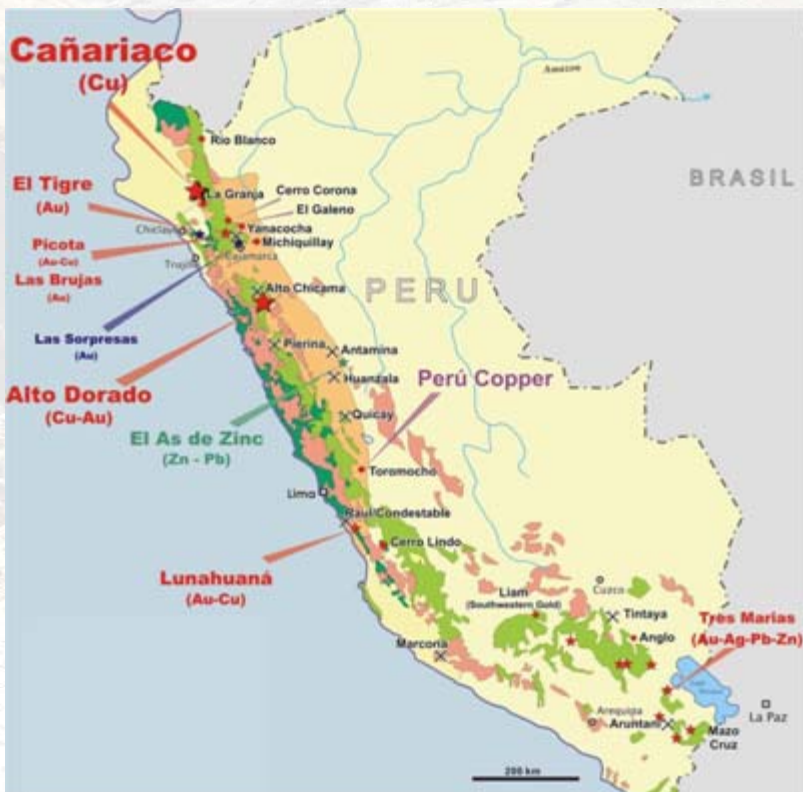 Cañariaco
(Cu)
Amazon
Rio Blanco
BRASIL
El Tigre
(Au)
La Granja
Cerro Corona
El Galeno
Chiclayo
Yanacocha
Picota
(Au-Cu)
Michiquillay
Cajamarca
Trujillo
Las Brujas
(Au)
Alto Chicama
PERU
Las Sorpresas
(Au)
Pierina
Antamina
Alto Dorado
(Cu-Au)
Huanzala
Perú Copper
El As de Zinc
(Zn - Pb)
Quicay
Toromocho
Lima
Raul Condestable
Cerro Lindo
Lunahuaná
(Au-Cu)
Liam
(Southwestern Gold)
Cuzco
Tintaya
Tres Marias
(Au-Ag-Pb-Zn)
Anglo
Marcona
Arequipa
Aruntani
La Paz
Mazo
Cruz
200 km